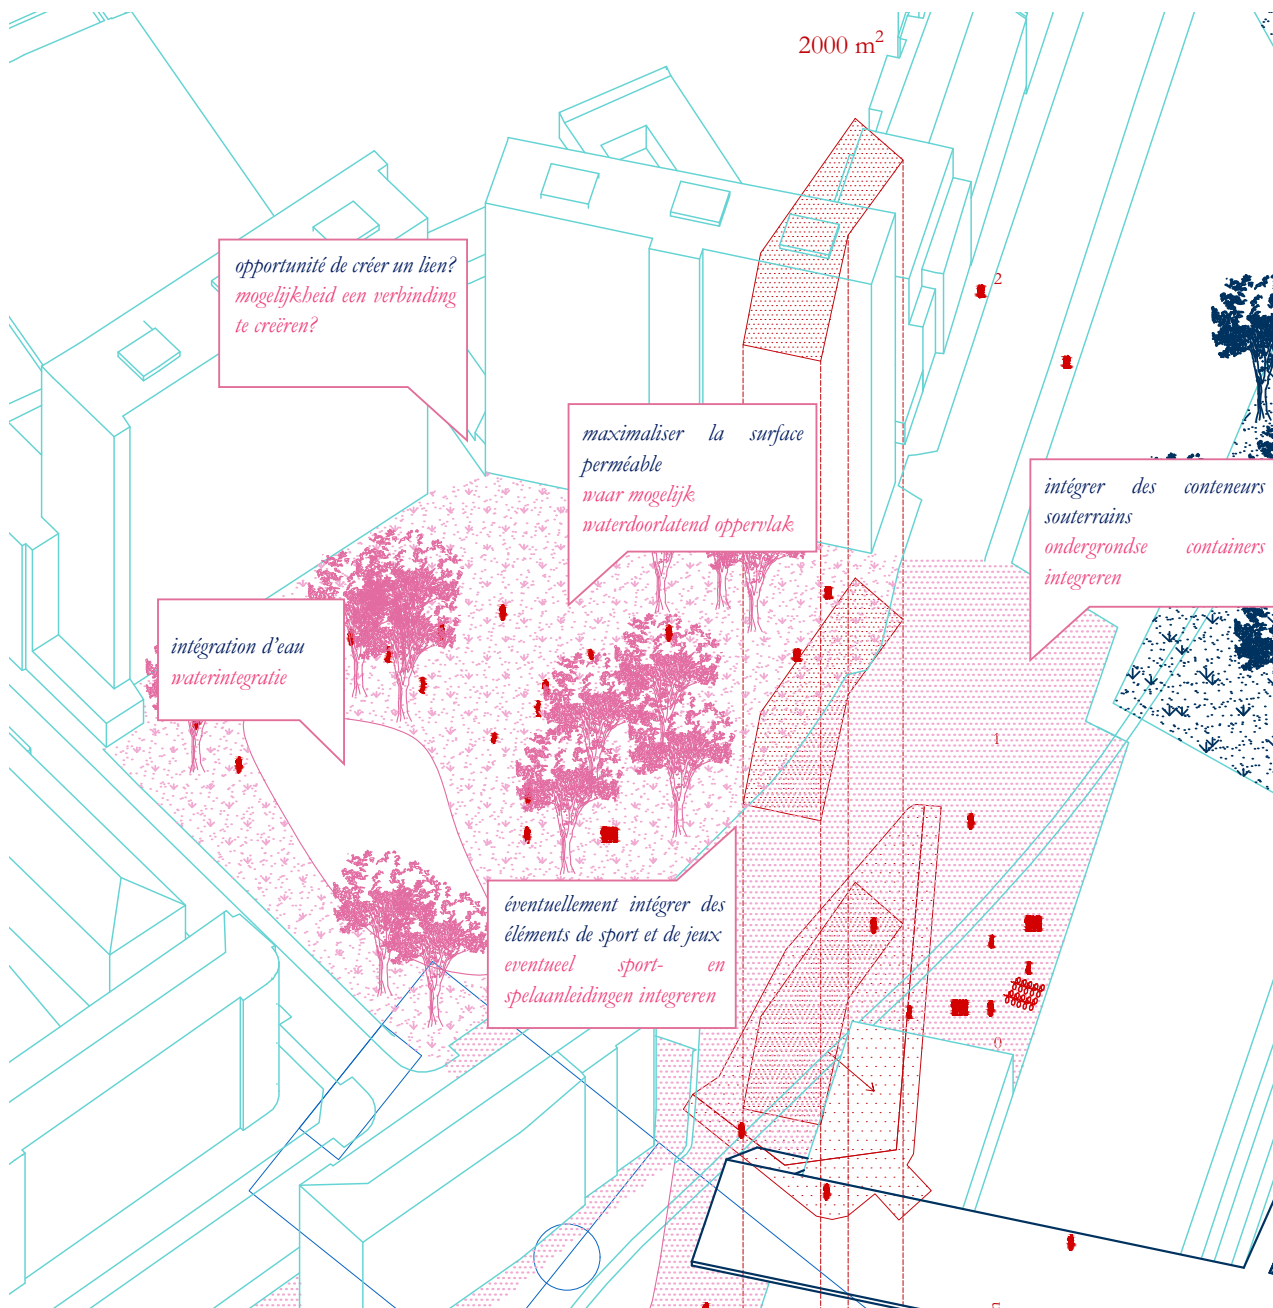 2000 m²
opportunité de créer un lien?
mogelijkheid een verbinding
te creëren?
2
maximaliser la surface
perméable
waar mogelijk
waterdoorlatend oppervlak
intégrer des conteneurs
souterrains
ondergrondse containers
integreren
intégration d'eau
waterintegratie
1
éventuellement intégrer des
éléments de sport et de jeux
eventueel sport- en
spelaanleidingen integreren
0